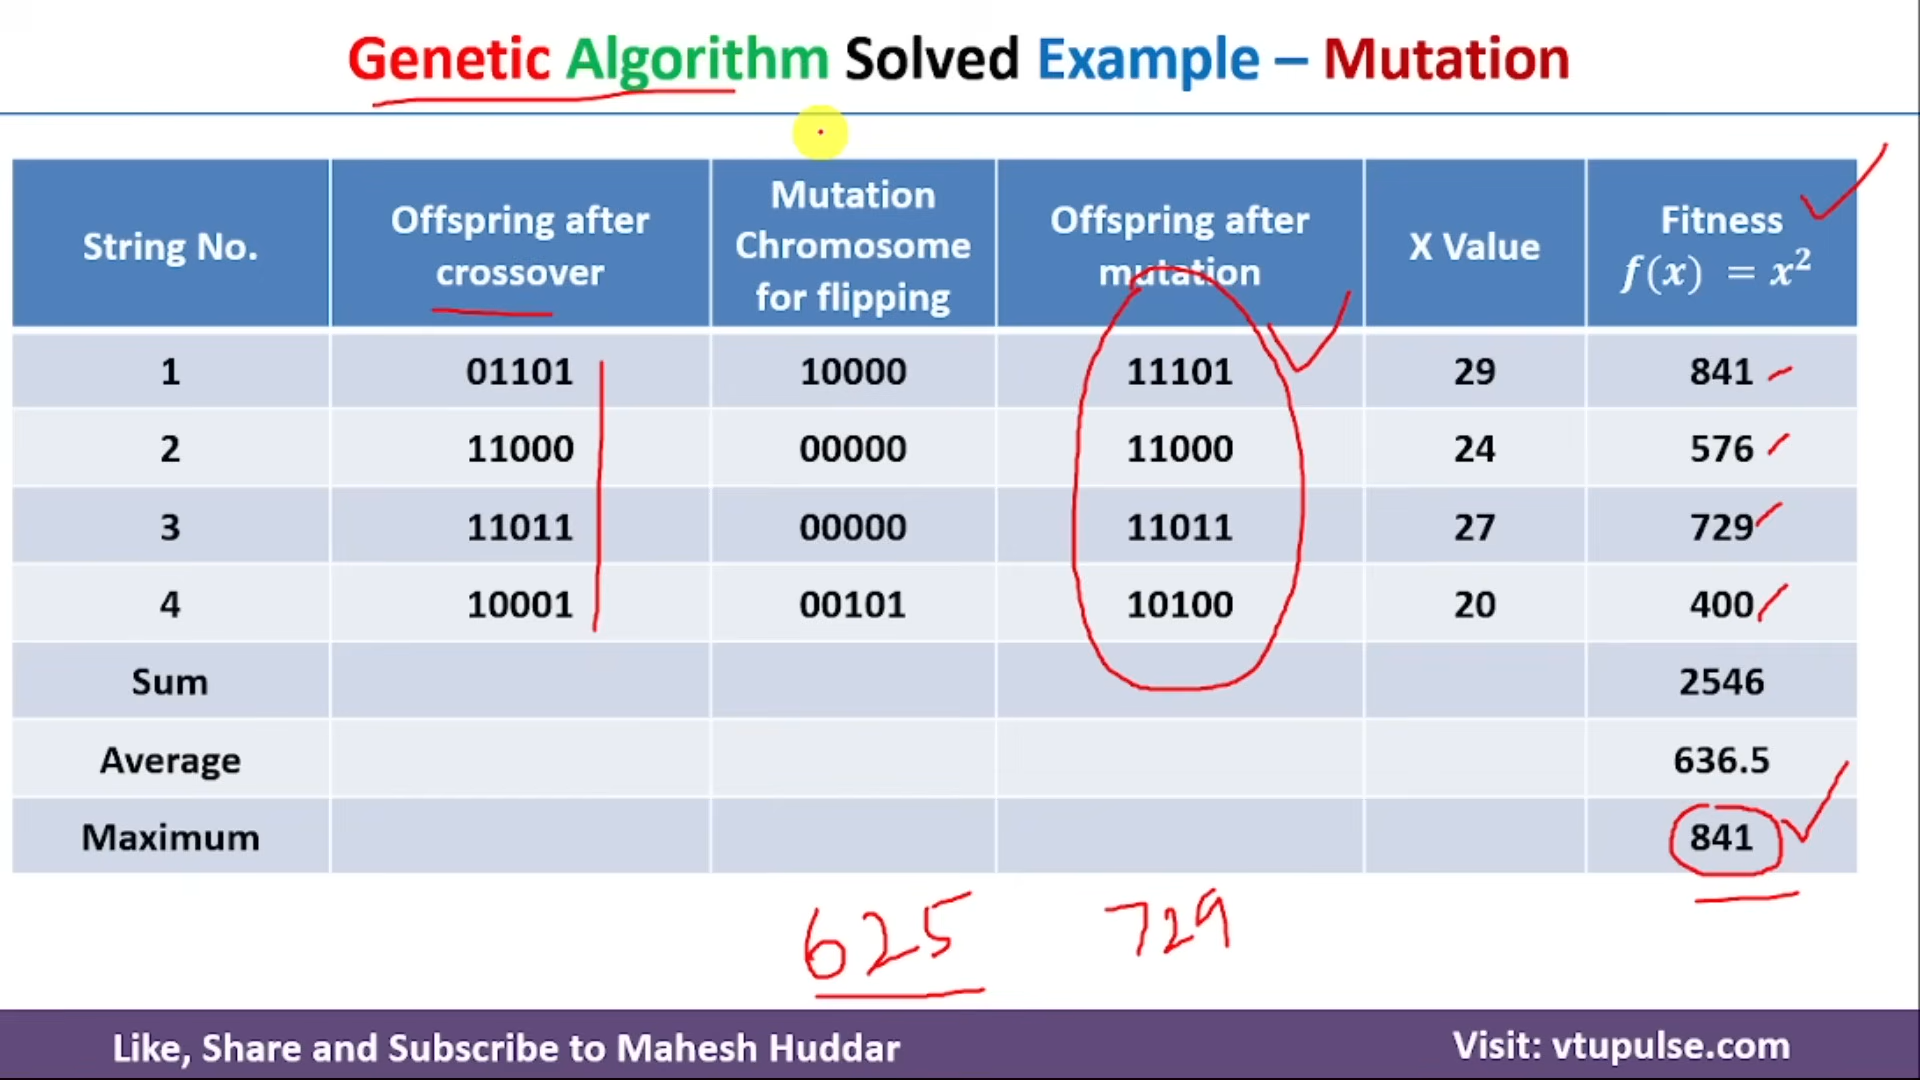 Genetic Algorithm Solved Example – Mutation
String No. Offspring after crossover Mutation Chromosome for flipping Offspring after mutation X Value Fitness f(x) = x²
1 01101 10000 11101 29 841
2 11000 00000 11000 24 576
3 11011 00000 11011 27 729
4 10001 00101 10100 20 400
Sum 2546
Average 636.5
Maximum 841
625 729
Like, Share and Subscribe to Mahesh Huddar Visit: vtupulse.com